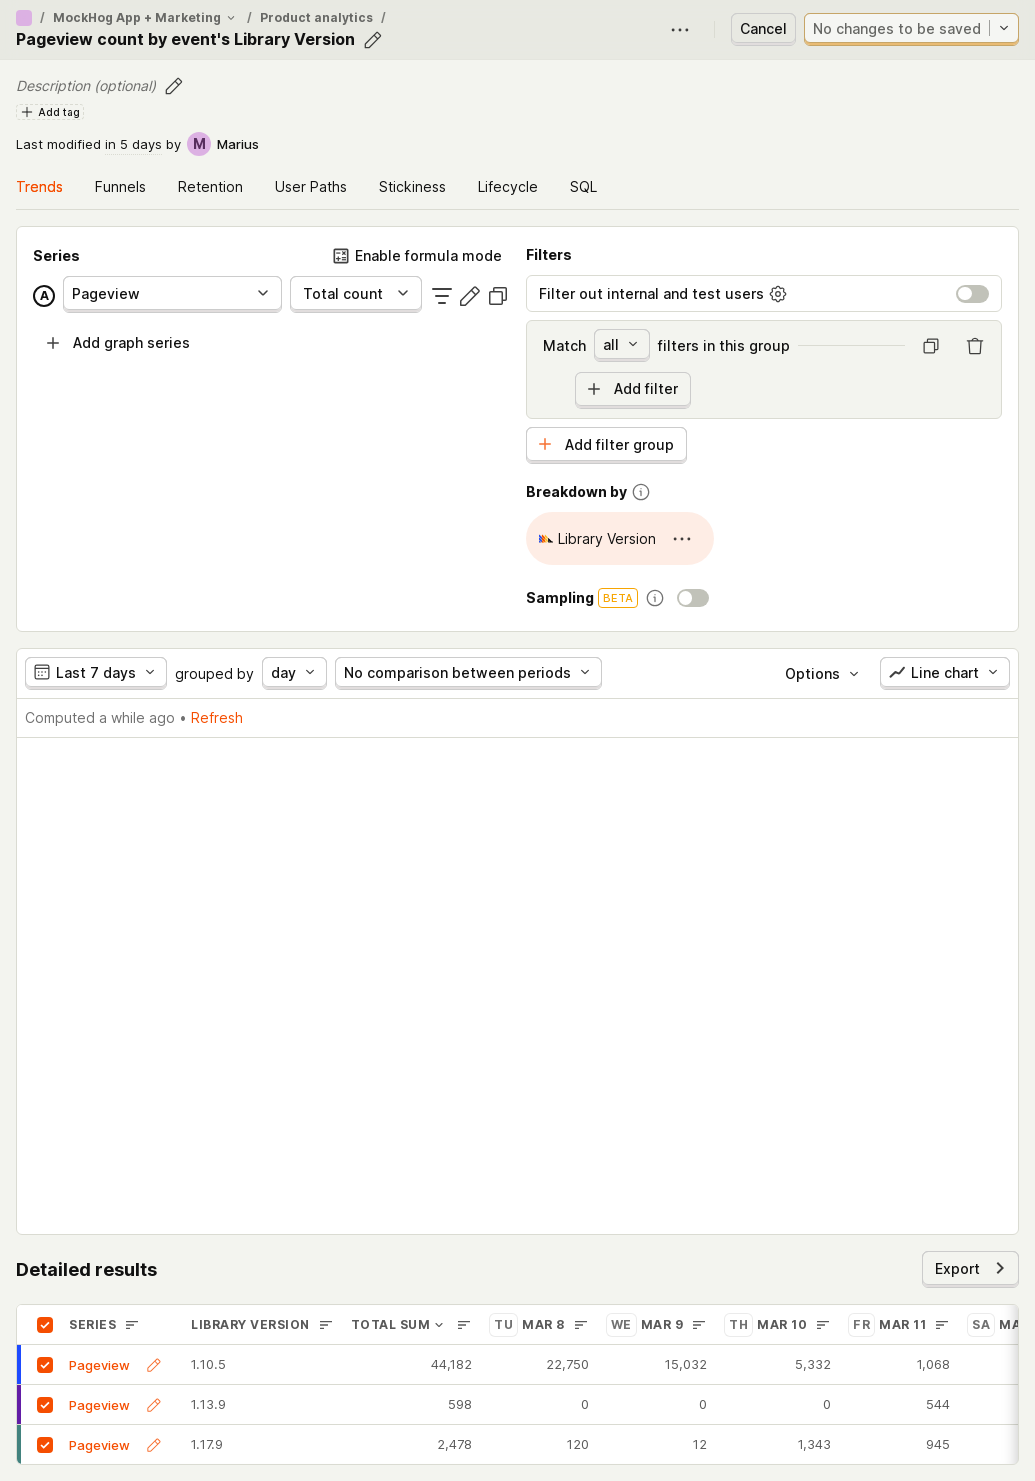 / MockHog App + Marketing / Product analytics /
Pageview count by event's Library Version
Cancel
No changes to be saved
Description (optional)
Add tag
Last modified in 5 days by M Marius
Trends Funnels Retention User Paths Stickiness Lifecycle SQL
Series
Enable formula mode
A Pageview Total count
Add graph series
Filters
Filter out internal and test users
Match all filters in this group
Add filter
Add filter group
Breakdown by
Library Version
Sampling BETA
Last 7 days grouped by day No comparison between periods Options Line chart
Computed a while ago • Refresh
Detailed results
Export
SERIES LIBRARY VERSION TOTAL SUM TU MAR 8 WE MAR 9 TH MAR 10 FR MAR 11 SA MA
Pageview 1.10.5 44,182 22,750 15,032 5,332 1,068
Pageview 1.13.9 598 0 0 0 544
Pageview 1.17.9 2,478 120 12 1,343 945